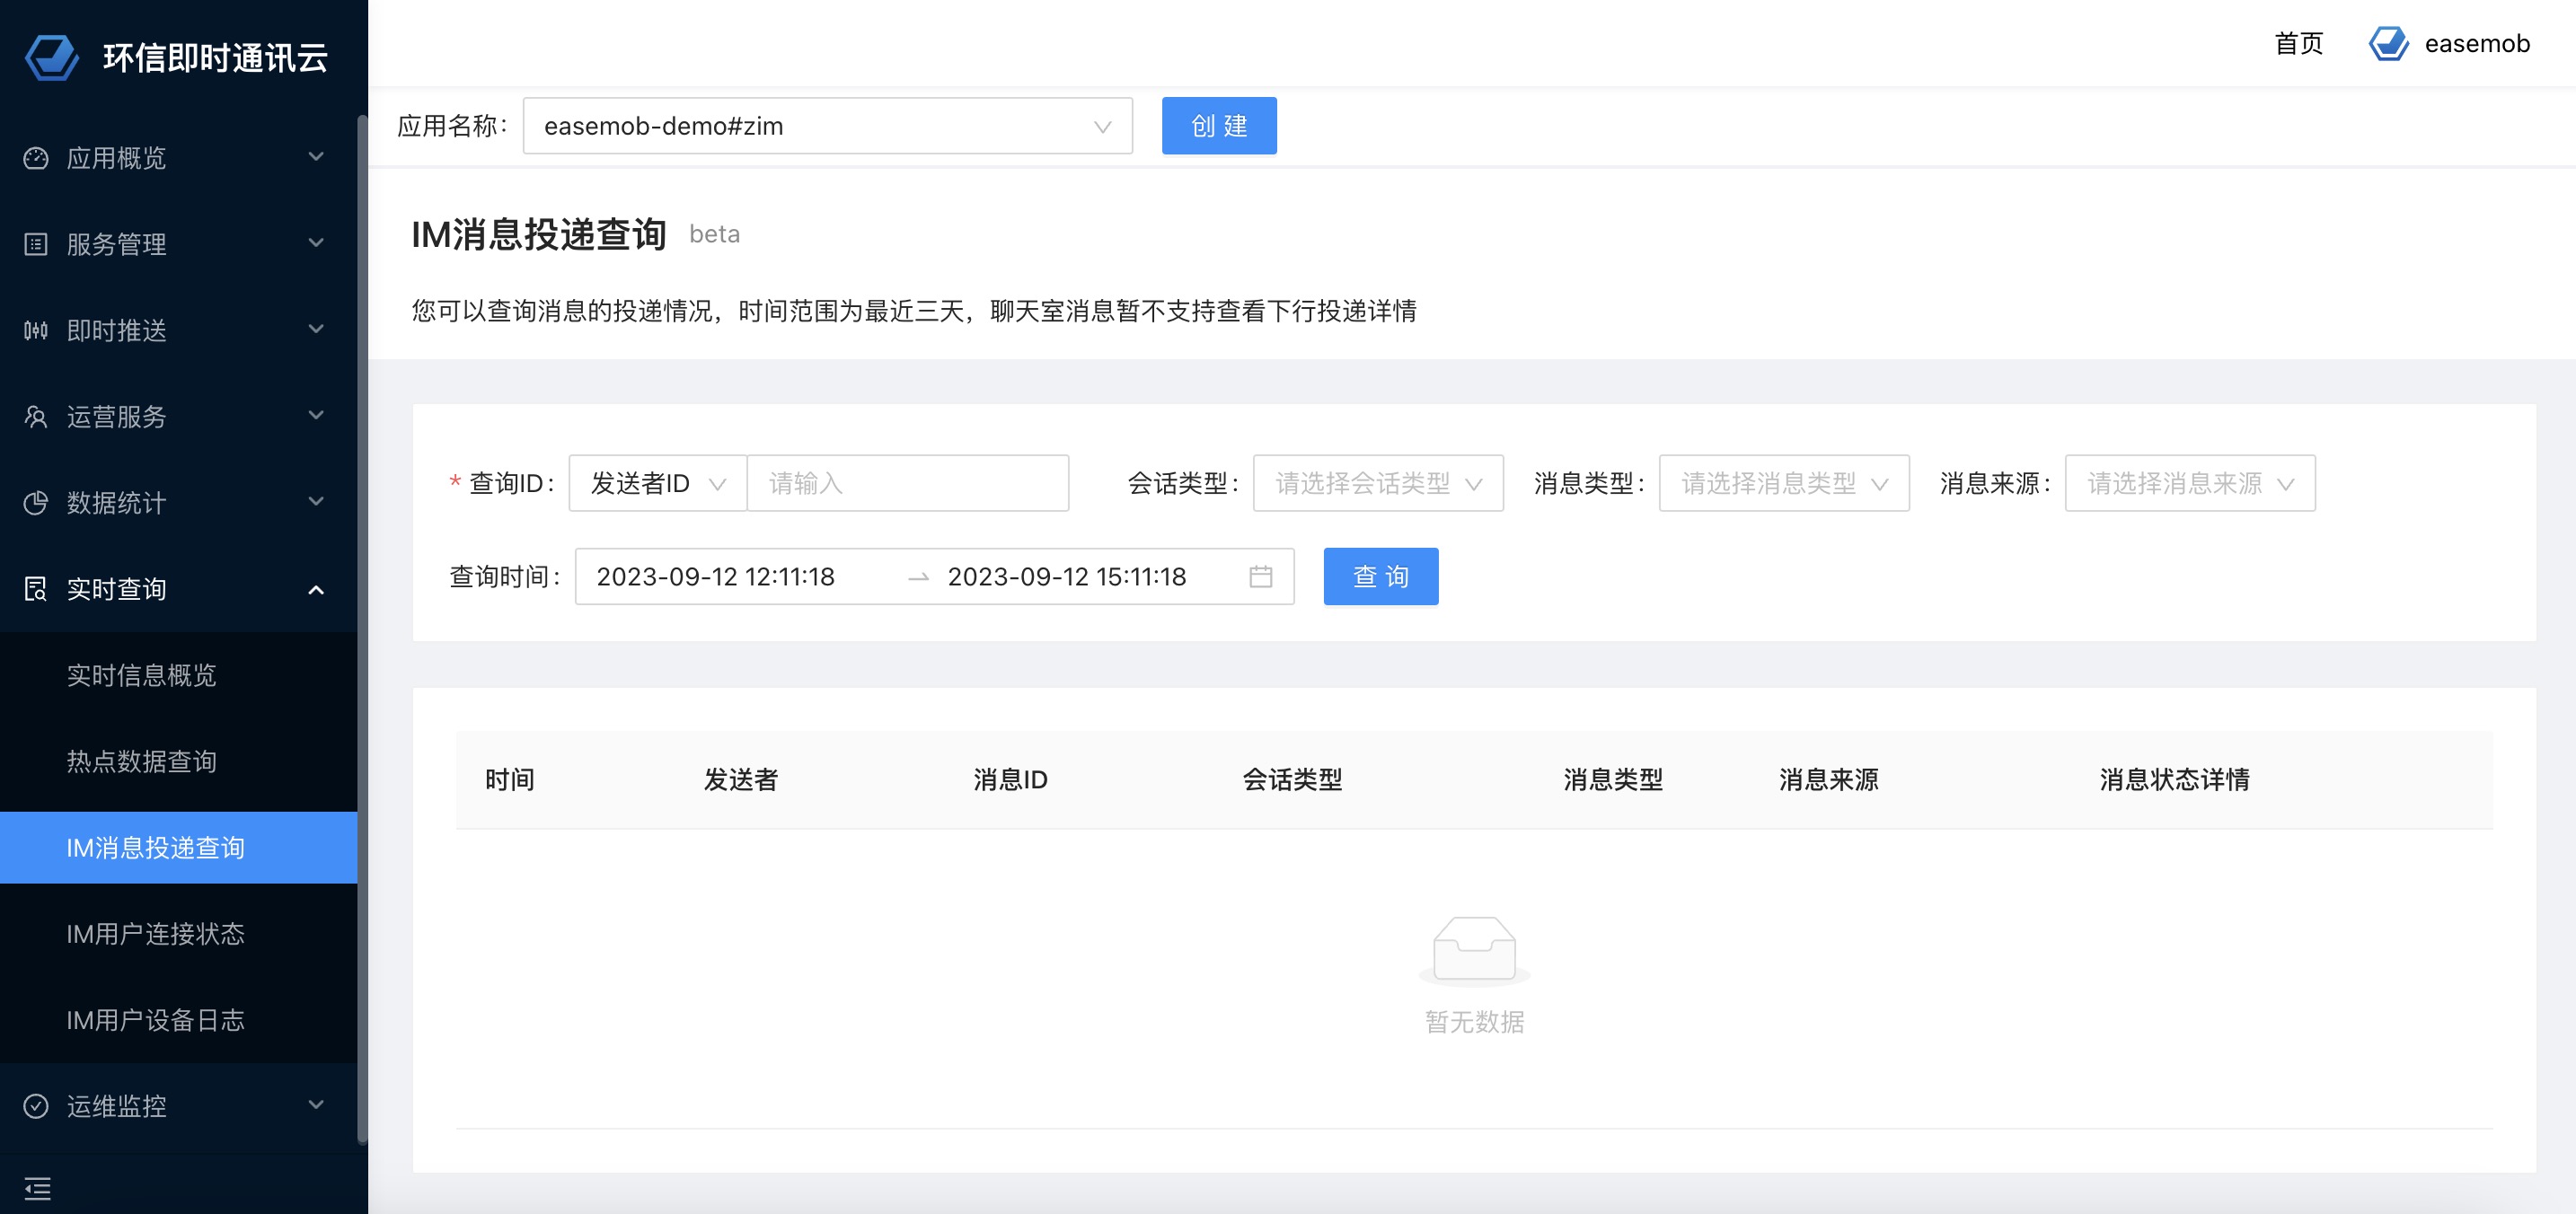 环信即时通讯云
首页 easemob
应用名称: easemob-demo#zim 创 建
应用概览
服务管理
即时推送
运营服务
数据统计
实时查询
实时信息概览
热点数据查询
IM消息投递查询
IM用户连接状态
IM用户设备日志
运维监控
IM消息投递查询 beta
您可以查询消息的投递情况，时间范围为最近三天，聊天室消息暂不支持查看下行投递详情
* 查询ID: 发送者ID 请输入 会话类型: 请选择会话类型 消息类型: 请选择消息类型 消息来源: 请选择消息来源
查询时间: 2023-09-12 12:11:18 → 2023-09-12 15:11:18 查 询
时间 发送者 消息ID 会话类型 消息类型 消息来源 消息状态详情
暂无数据